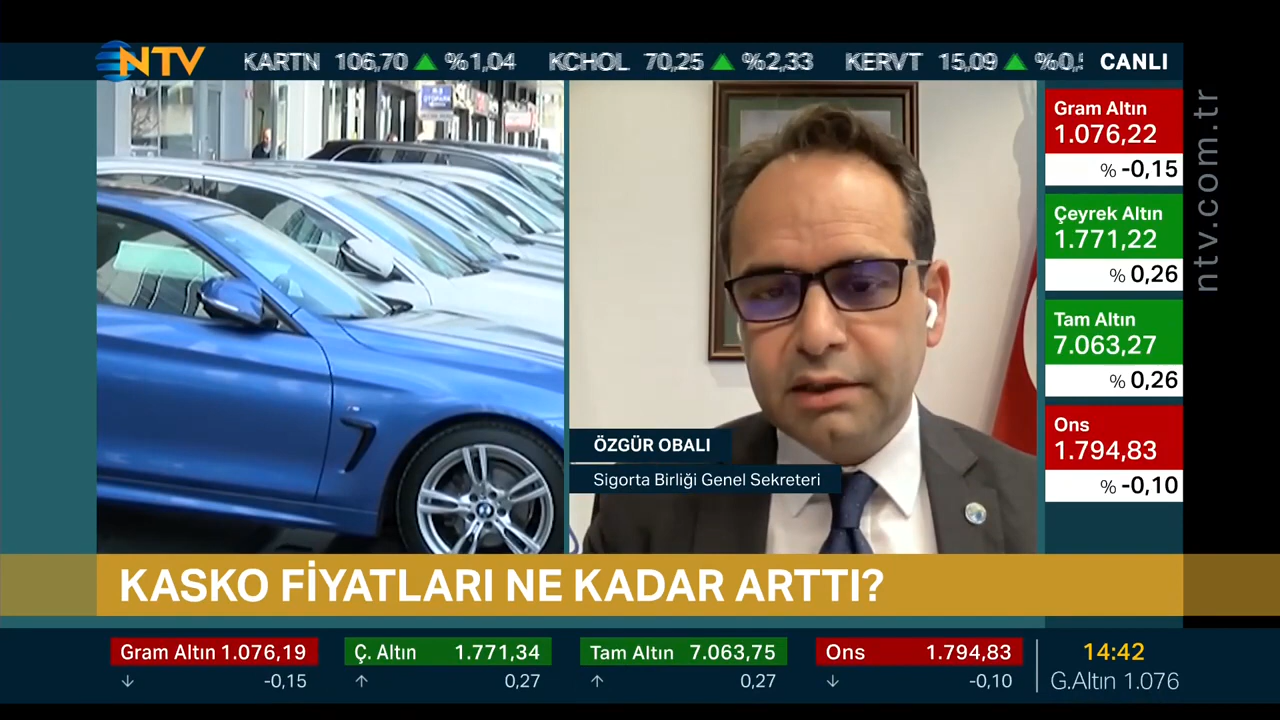 NTV
KARTN 106,70 %1,04 KCHOL 70,25 %2,33 KERVT 15,09
CANLI
OTOPARK
Gram Altın
1.076,22
% -0,15
Çeyrek Altın
1.771,22
% 0,26
Tam Altın
7.063,27
% 0,26
Ons
1.794,83
% -0,10
ntv.com.tr
ÖZGÜR OBALI
Sigorta Birliği Genel Sekreteri
KASKO FİYATLARI NE KADAR ARTTI?
Gram Altın 1.076,19 Ç. Altın 1.771,34 Tam Altın 7.063,75 Ons 1.794,83
-0,15 0,27 0,27 -0,10
14:42
G.Altın 1.076